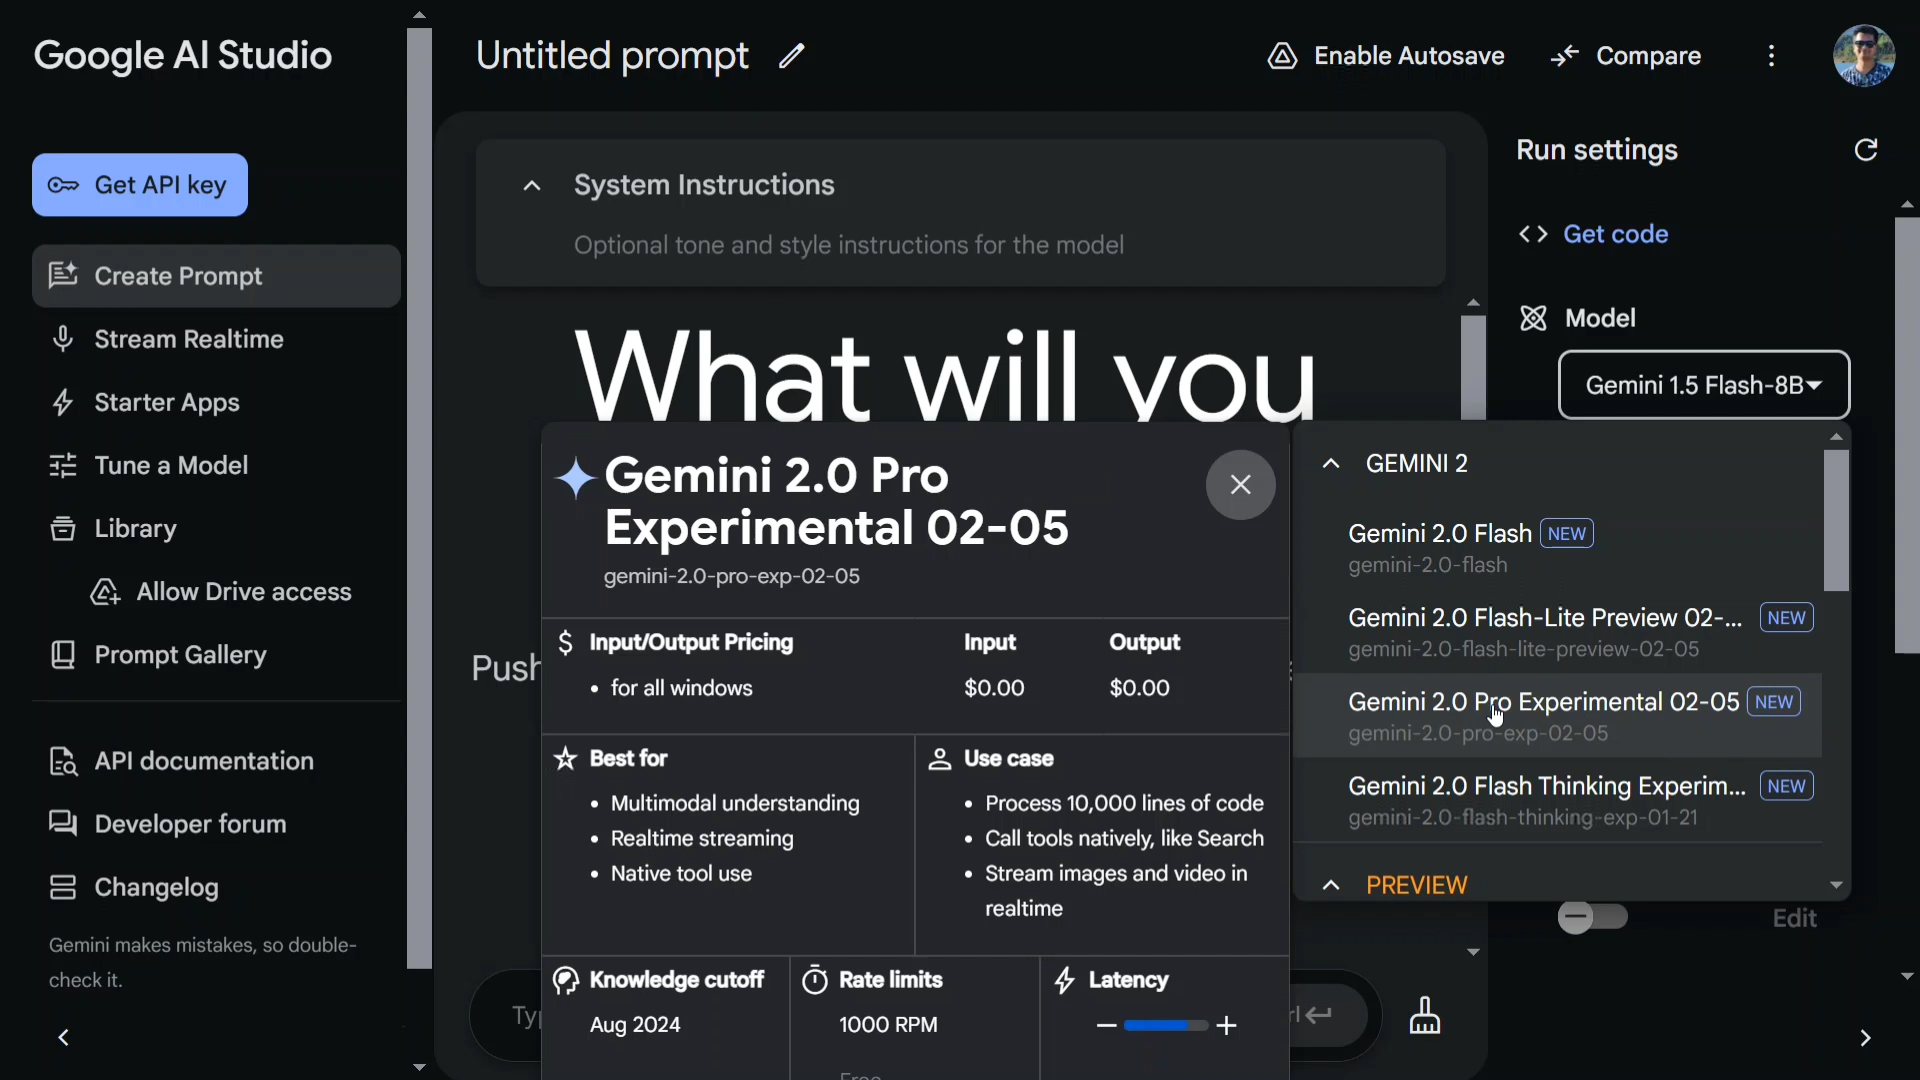 Google AI Studio
Get API key
Create Prompt
Stream Realtime
Starter Apps
Tune a Model
Library
Allow Drive access
Prompt Gallery
API documentation
Developer forum
Changelog
Gemini makes mistakes, so double-
check it.
Untitled prompt
Enable Autosave
Compare
System Instructions
Optional tone and style instructions for the model
What will you
Gemini 2.0 Pro
Experimental 02-05
gemini-2.0-pro-exp-02-05
$ Input/Output Pricing Input Output
• for all windows $0.00 $0.00
Best for
• Multimodal understanding
• Realtime streaming
• Native tool use
Use case
• Process 10,000 lines of code
• Call tools natively, like Search
• Stream images and video in
realtime
Knowledge cutoff
Aug 2024
Rate limits
1000 RPM
Latency
Run settings
<> Get code
Model
Gemini 1.5 Flash-8B
GEMINI 2
Gemini 2.0 Flash NEW
gemini-2.0-flash
Gemini 2.0 Flash-Lite Preview 02-... NEW
gemini-2.0-flash-lite-preview-02-05
Gemini 2.0 Pro Experimental 02-05 NEW
gemini-2.0-pro-exp-02-05
Gemini 2.0 Flash Thinking Experim... NEW
gemini-2.0-flash-thinking-exp-01-21
PREVIEW
Edit